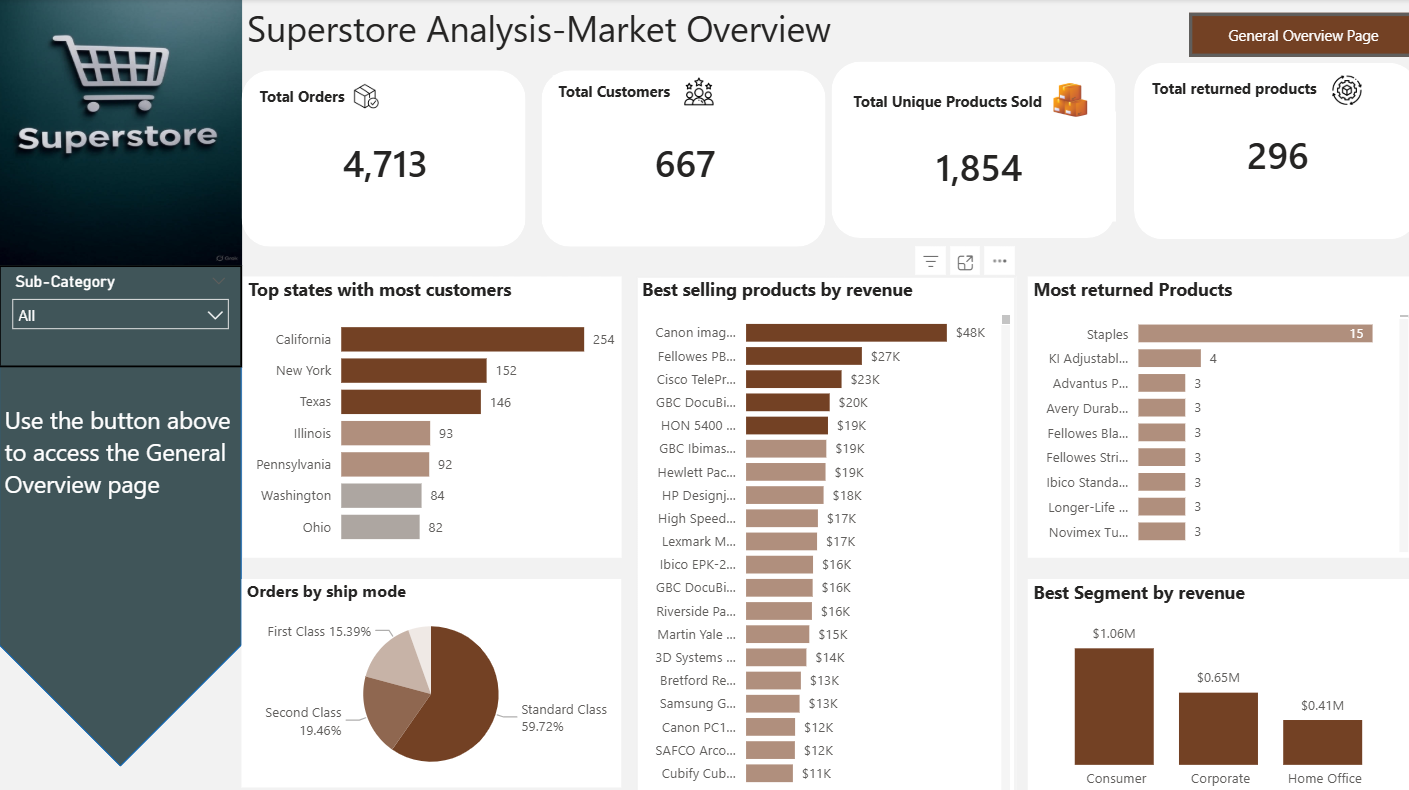 Superstore
Superstore Analysis-Market Overview
General Overview Page
Total Orders
4,713
Total Customers
667
Total Unique Products Sold
1,854
Total returned products
296
Sub-Category
All
Use the button above
to access the General
Overview page
Top states with most customers
California 254
New York 152
Texas 146
Illinois 93
Pennsylvania 92
Washington 84
Ohio 82
Orders by ship mode
First Class 15.39%
Second Class
19.46%
Standard Class
59.72%
Best selling products by revenue
Canon imag... $48K
Fellowes PB... $27K
Cisco TelePr... $23K
GBC DocuBi... $20K
HON 5400 ... $19K
GBC Ibimas... $19K
Hewlett Pac... $19K
HP Designj... $18K
High Speed... $17K
Lexmark M... $17K
Ibico EPK-2... $16K
GBC DocuBi... $16K
Riverside Pa... $16K
Martin Yale ... $15K
3D Systems ... $14K
Bretford Re... $13K
Samsung G... $13K
Canon PC1... $12K
SAFCO Arco... $12K
Cubify Cub... $11K
Most returned Products
Staples 15
KI Adjustabl... 4
Advantus P... 3
Avery Durab... 3
Fellowes Bla... 3
Fellowes Stri... 3
Ibico Standa... 3
Longer-Life ... 3
Novimex Tu... 3
Best Segment by revenue
$1.06M
$0.65M
$0.41M
Consumer
Corporate
Home Office